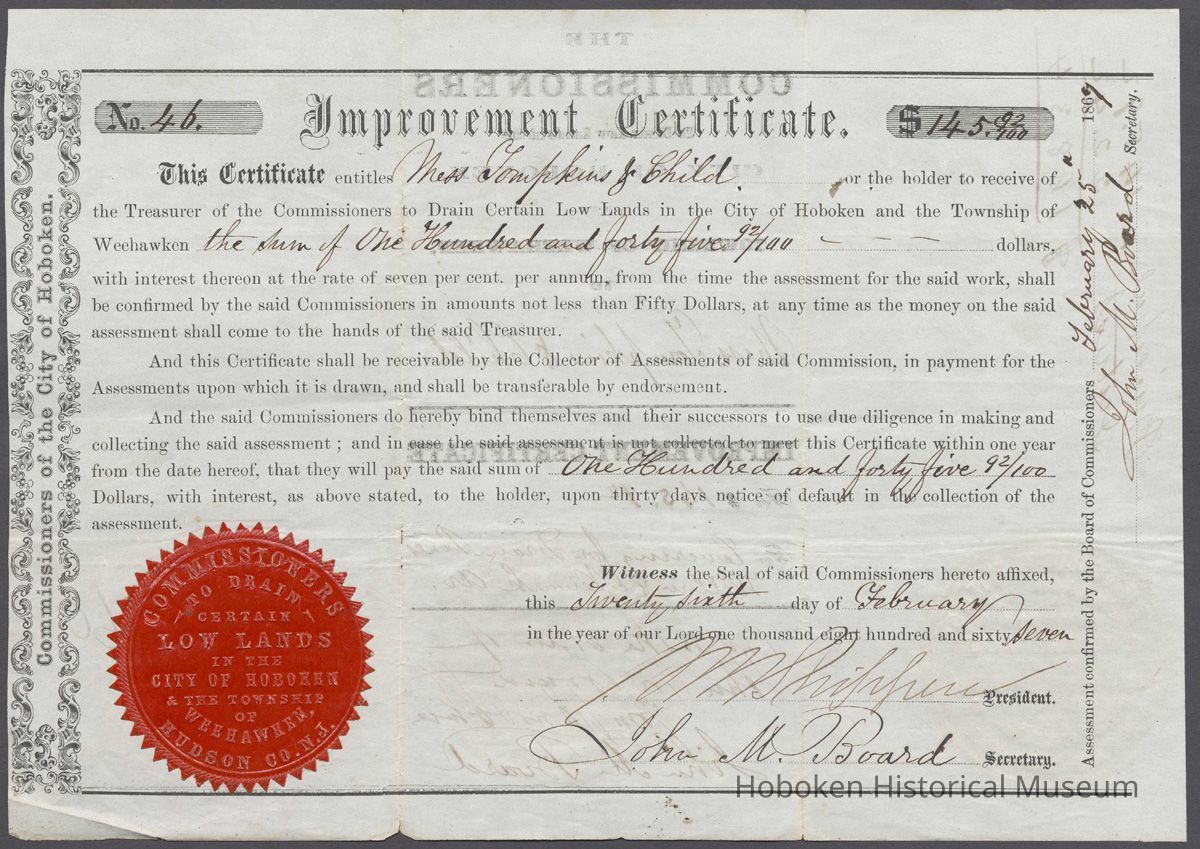 Commissioners of the City of Hoboken.
No. 46.
Improvement Certificate.
$ 145. 92/100
This Certificate entitles Mess Tompkins & Child or the holder to receive of
the Treasurer of the Commissioners to Drain Certain Low Lands in the City of Hoboken and the Township of
Weehawken the sum of One Hundred and forty five 92/100 - - - dollars,
with interest thereon at the rate of seven per cent. per annum, from the time the assessment for the said work, shall
be confirmed by the said Commissioners in amounts not less than Fifty Dollars, at any time as the money on the said
assessment shall come to the hands of the said Treasurer.
And this Certificate shall be receivable by the Collector of Assessments of said Commission, in payment for the
Assessments upon which it is drawn, and shall be transferable by endorsement.
And the said Commissioners do hereby bind themselves and their successors to use due diligence in making and
collecting the said assessment ; and in case the said assessment is not collected to meet this Certificate within one year
from the date hereof, that they will pay the said sum of One Hundred and forty five 92/100
Dollars, with interest, as above stated, to the holder, upon thirty days notice of default in the collection of the
assessment.
Witness the Seal of said Commissioners hereto affixed,
this Twenty sixth day of February
in the year of our Lord one thousand eight hundred and sixty seven
W Shippen President.
John M. Board Secretary.
COMMISSIONERS
TO DRAIN
CERTAIN
LOW LANDS
IN THE
CITY OF HOBOKEN
& THE TOWNSHIP
OF
WEEHAWKEN,
HUDSON CO. N.J.
Assessment confirmed by the Board of Commissioners February 25" 1867
John M. Board Secretary.
THE
COMMISSIONERS
IMPROVEMENT CERTIFICATE
Hoboken Historical Museum